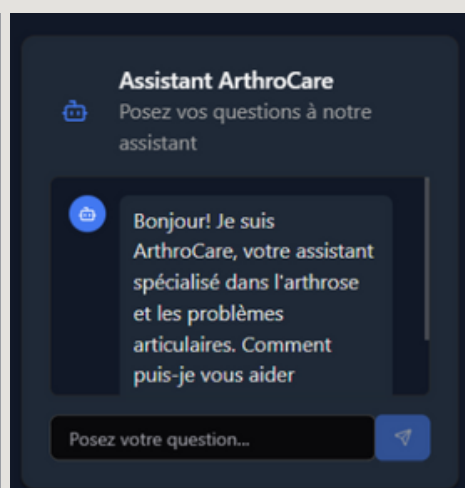 Assistant ArthroCare
Posez vos questions à notre
assistant
Bonjour! Je suis
ArthroCare, votre assistant
spécialisé dans l'arthrose
et les problèmes
articulaires. Comment
puis-je vous aider
Posez votre question...